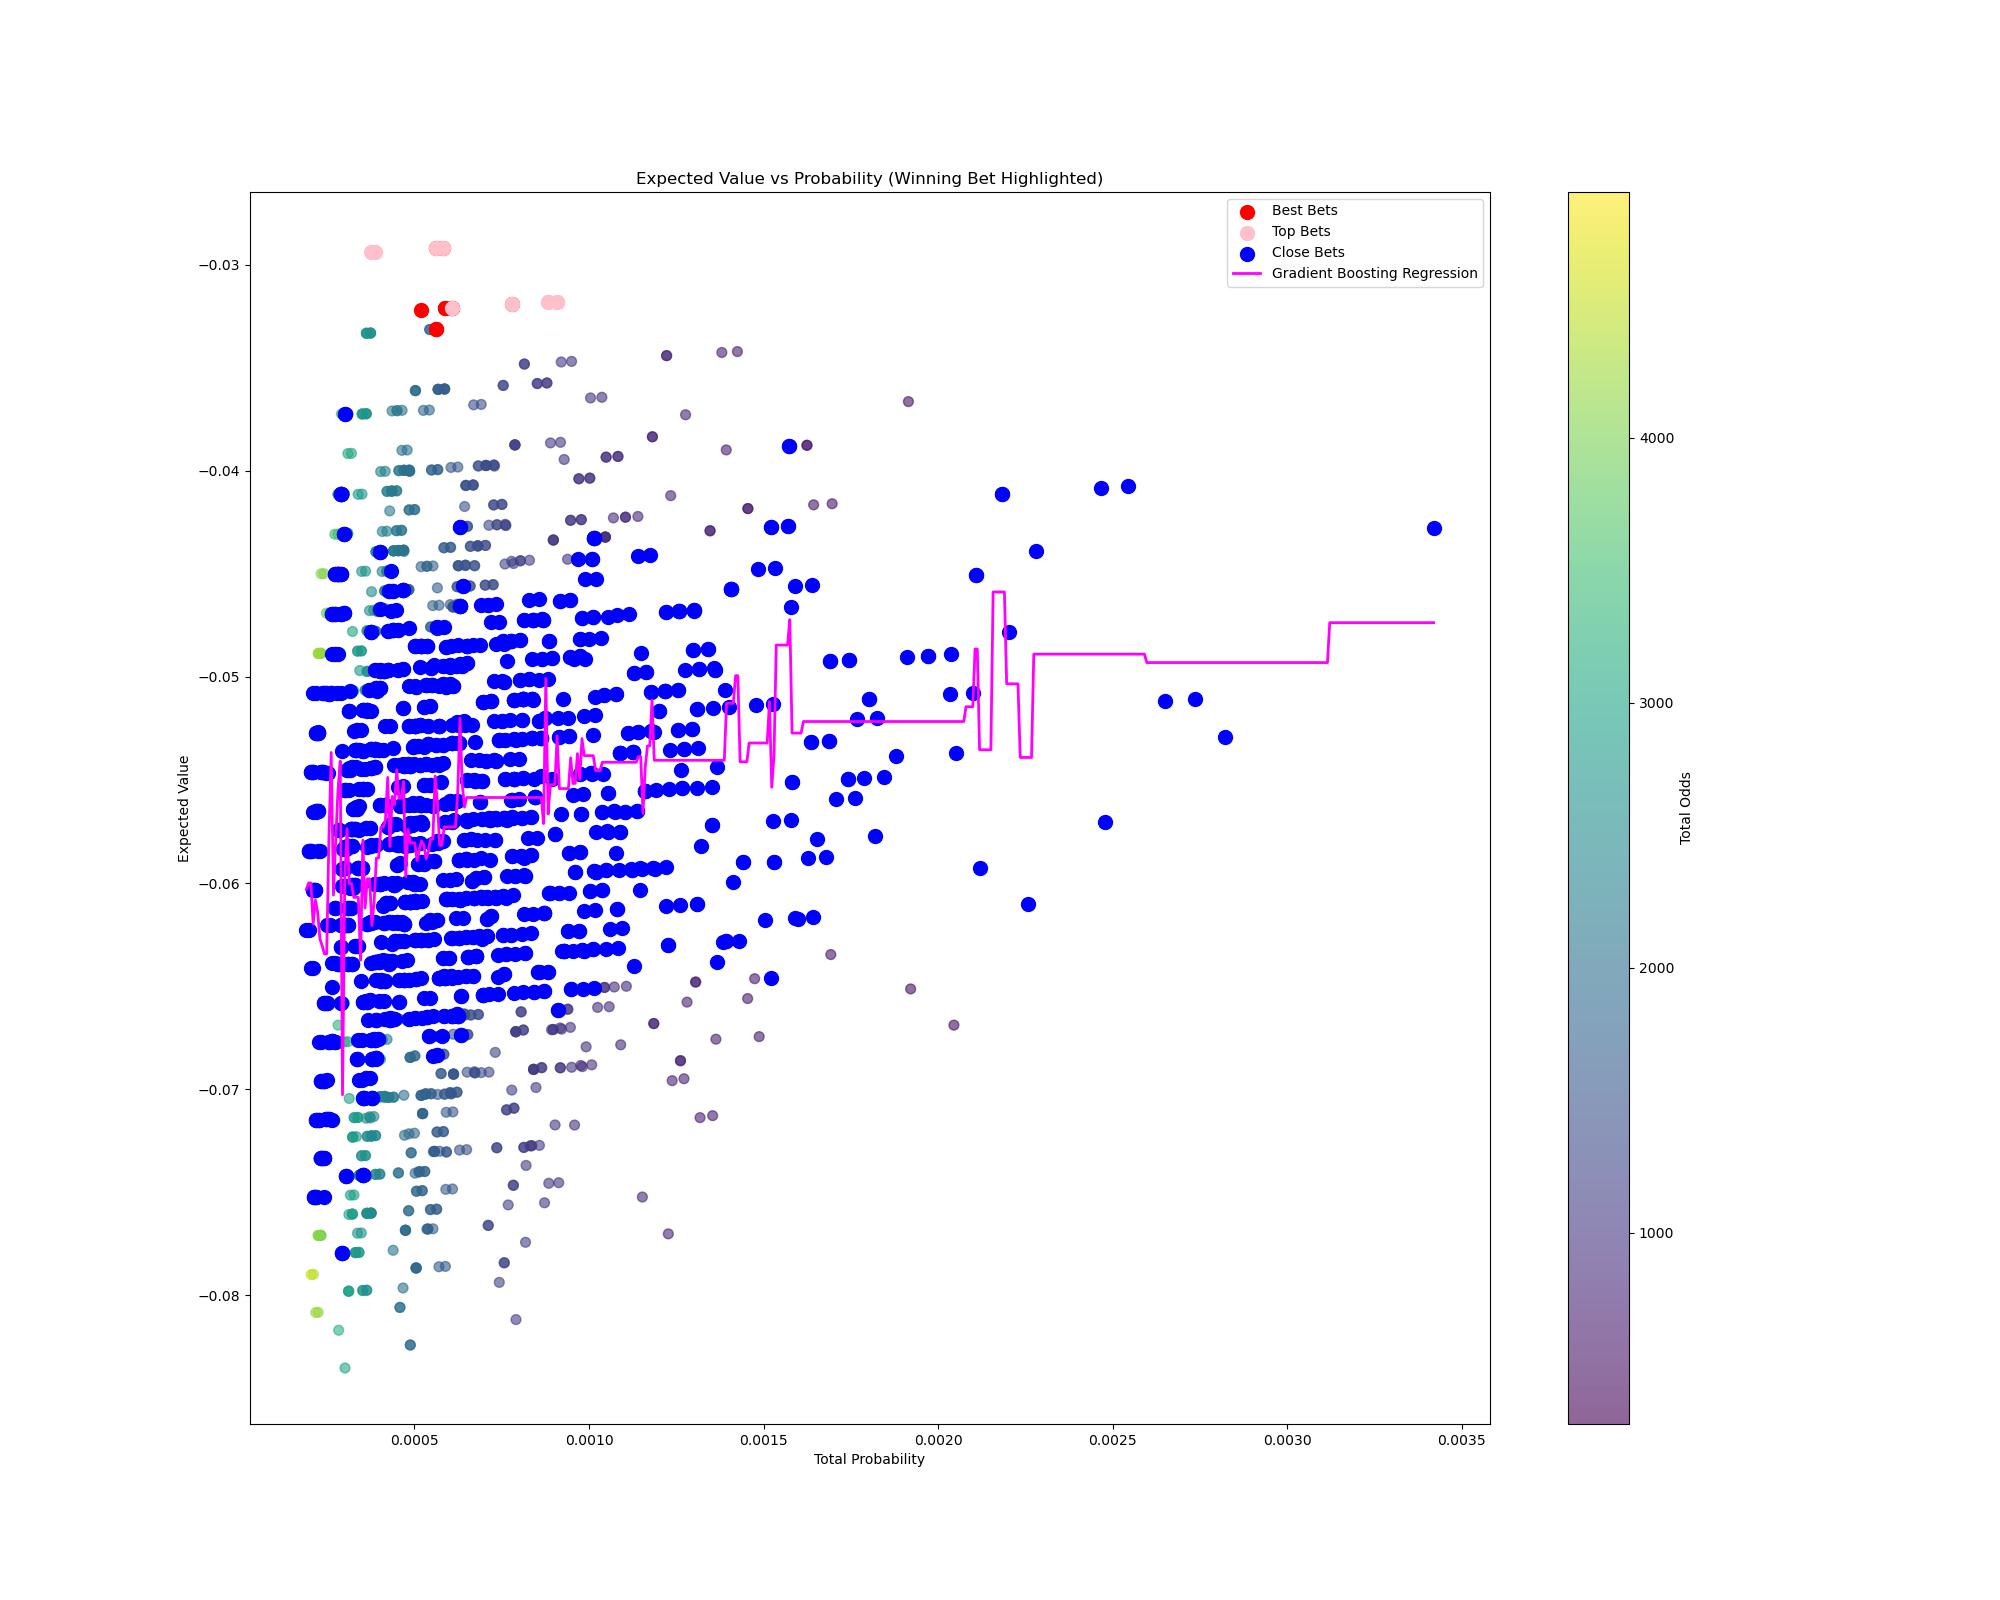 Expected Value vs Probability (Winning Bet Highlighted)
Best Bets
Top Bets
Close Bets
Gradient Boosting Regression
−0.03
−0.04
−0.05
−0.06
−0.07
−0.08
Expected Value
0.0005 0.0010 0.0015 0.0020 0.0025 0.0030 0.0035
Total Probability
4000
3000
2000
1000
Total Odds